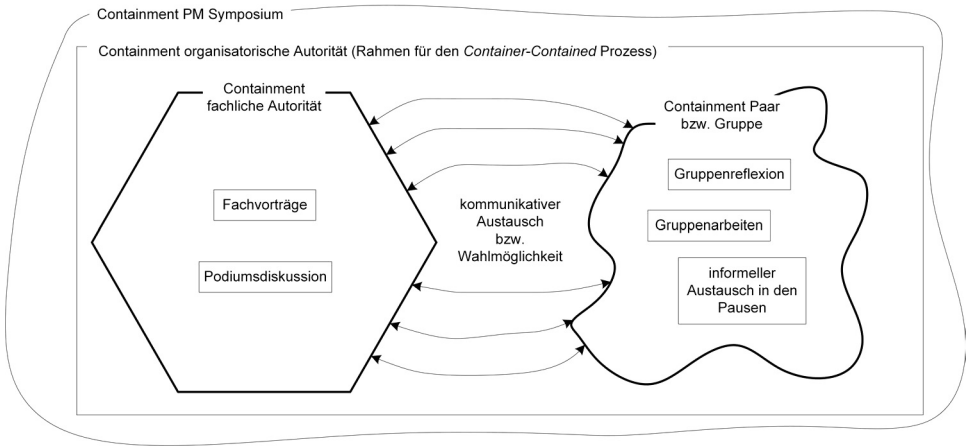 Containment PM Symposium
Containment organisatorische Autorität (Rahmen für den Container-Contained Prozess)
Containment
fachliche Autorität
Fachvorträge
Podiumsdiskussion
kommunikativer
Austausch
bzw.
Wahlmöglichkeit
Containment Paar
bzw. Gruppe
Gruppenreflexion
Gruppenarbeiten
informeller
Austausch in den
Pausen